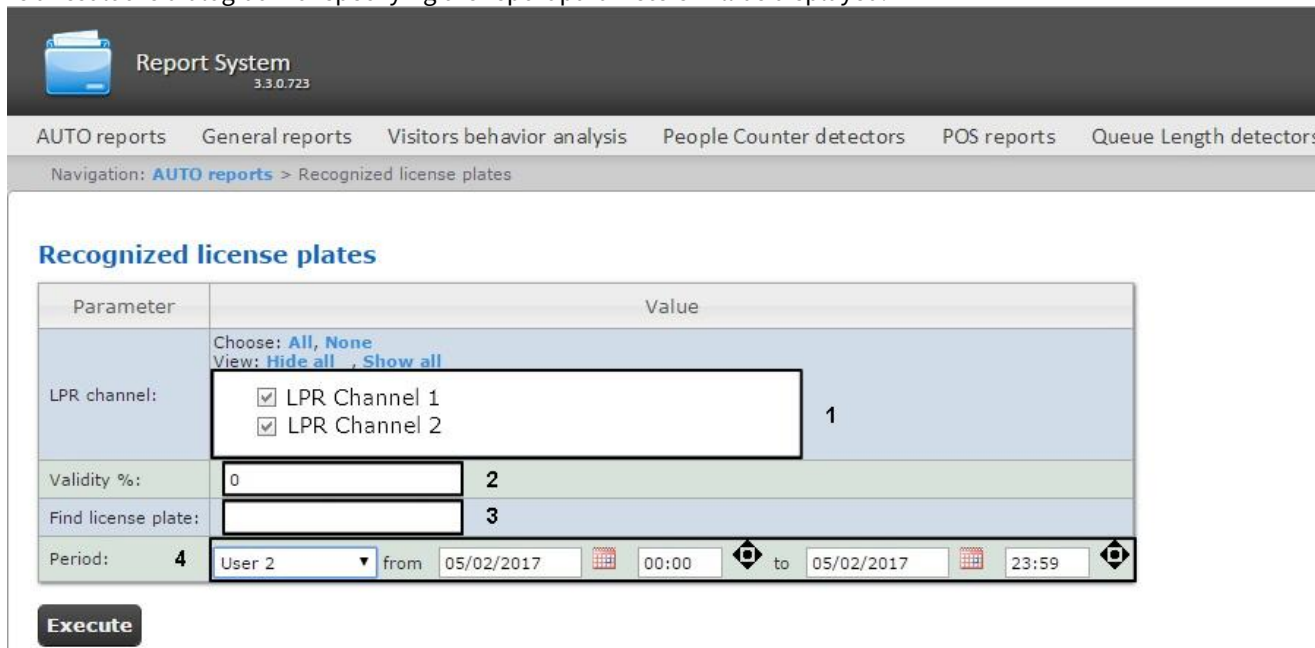 Report System
3.3.0.723
AUTO reports General reports Visitors behavior analysis People Counter detectors POS reports Queue Length detectors
Navigation: AUTO reports > Recognized license plates
Recognized license plates
Parameter Value
LPR channel:
Choose: All, None
View: Hide all , Show all
LPR Channel 1
LPR Channel 2
1
Validity %: 0 2
Find license plate: 3
Period: 4 User 2 from 05/02/2017 00:00 to 05/02/2017 23:59
Execute